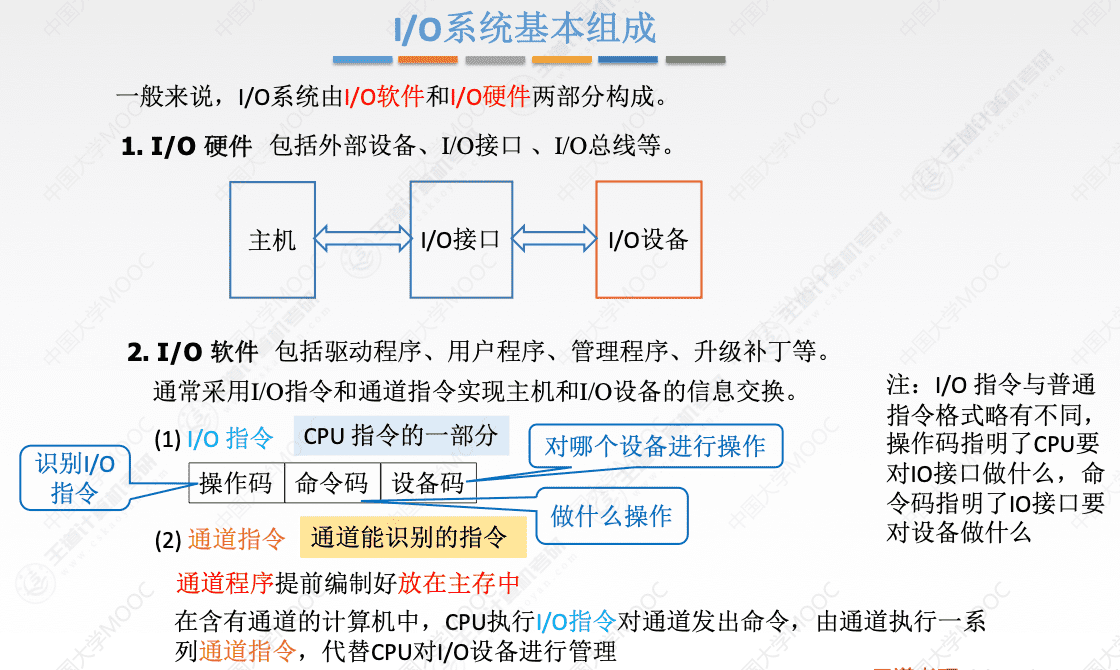 I/O系统基本组成
一般来说，I/O系统由I/O软件和I/O硬件两部分构成。
1. I/O 硬件 包括外部设备、I/O接口 、I/O总线等。
主机
I/O接口
I/O设备
2. I/O 软件 包括驱动程序、用户程序、管理程序、升级补丁等。
通常采用I/O指令和通道指令实现主机和I/O设备的信息交换。
(1) I/O 指令
CPU 指令的一部分
对哪个设备进行操作
识别I/O
指令
操作码 命令码 设备码
做什么操作
(2) 通道指令
通道能识别的指令
通道程序提前编制好放在主存中
在含有通道的计算机中，CPU执行I/O指令对通道发出命令，由通道执行一系
列通道指令，代替CPU对I/O设备进行管理
注：I/O 指令与普通
指令格式略有不同，
操作码指明了CPU要
对IO接口做什么，命
令码指明了IO接口要
对设备做什么
中国大学MOOC
王道计算机考研